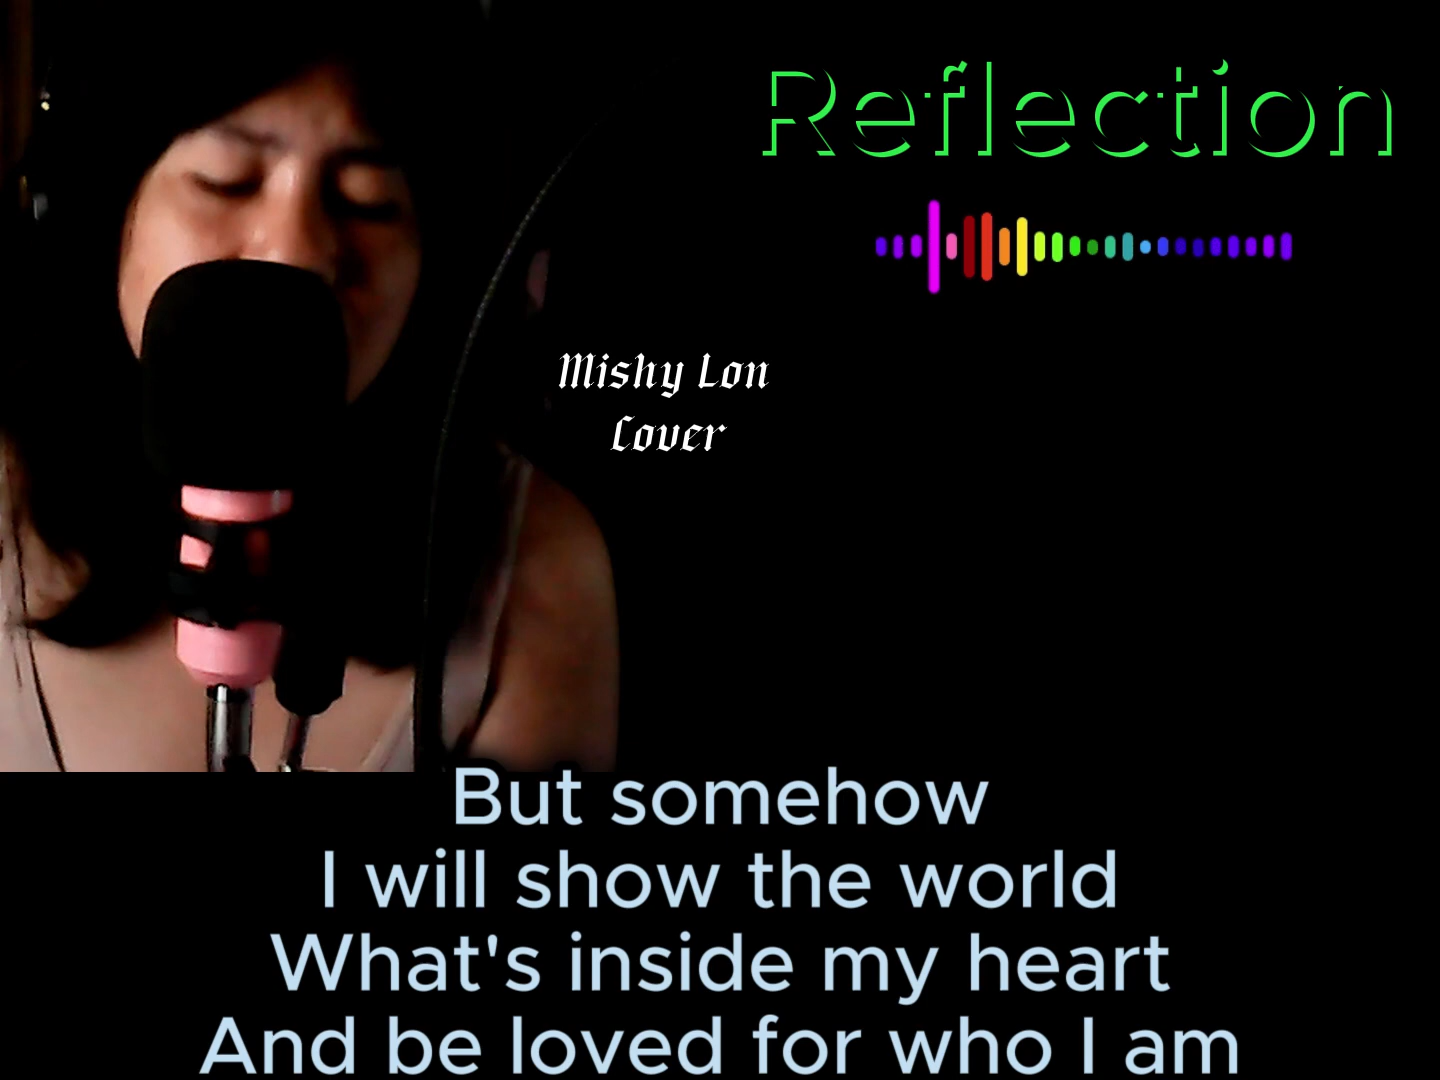 Reflection
Mishy Lon
Cover
But somehow
I will show the world
What's inside my heart
And be loved for who I am